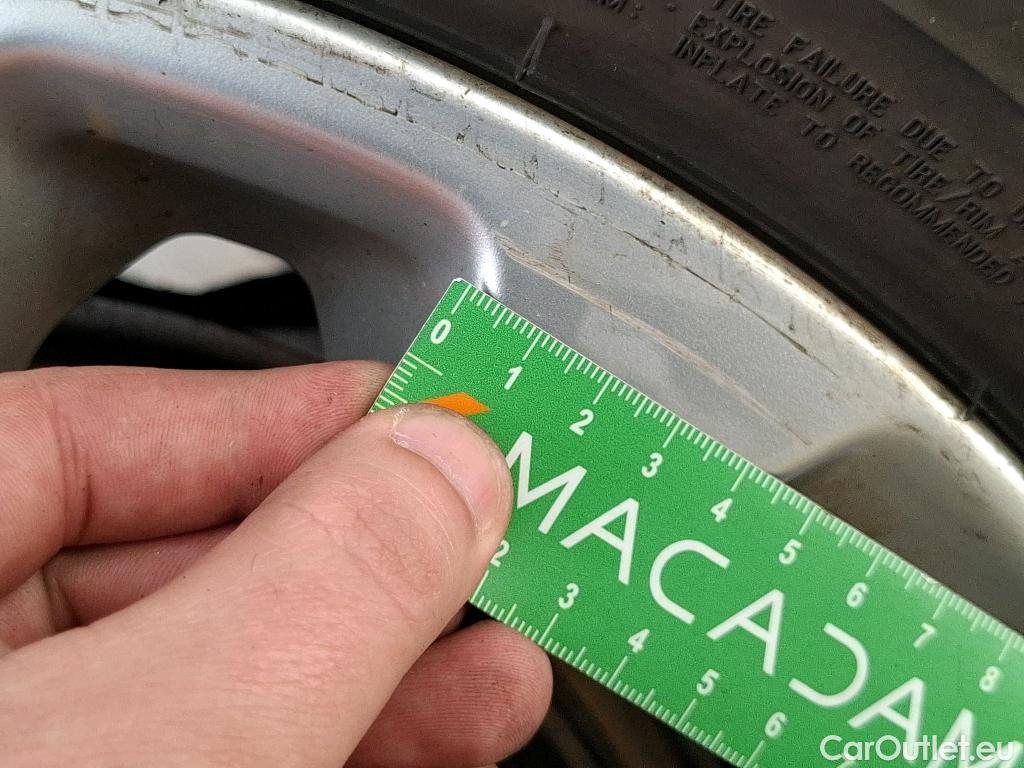 TIRE FAILURE DUE TO
EXPLOSION OF TIRE/RIM
INFLATE TO RECOMMENDED
0 1 2 3 4 5 6 7 8
MACADAM
2 3 4 5 6
CarOutlet.eu